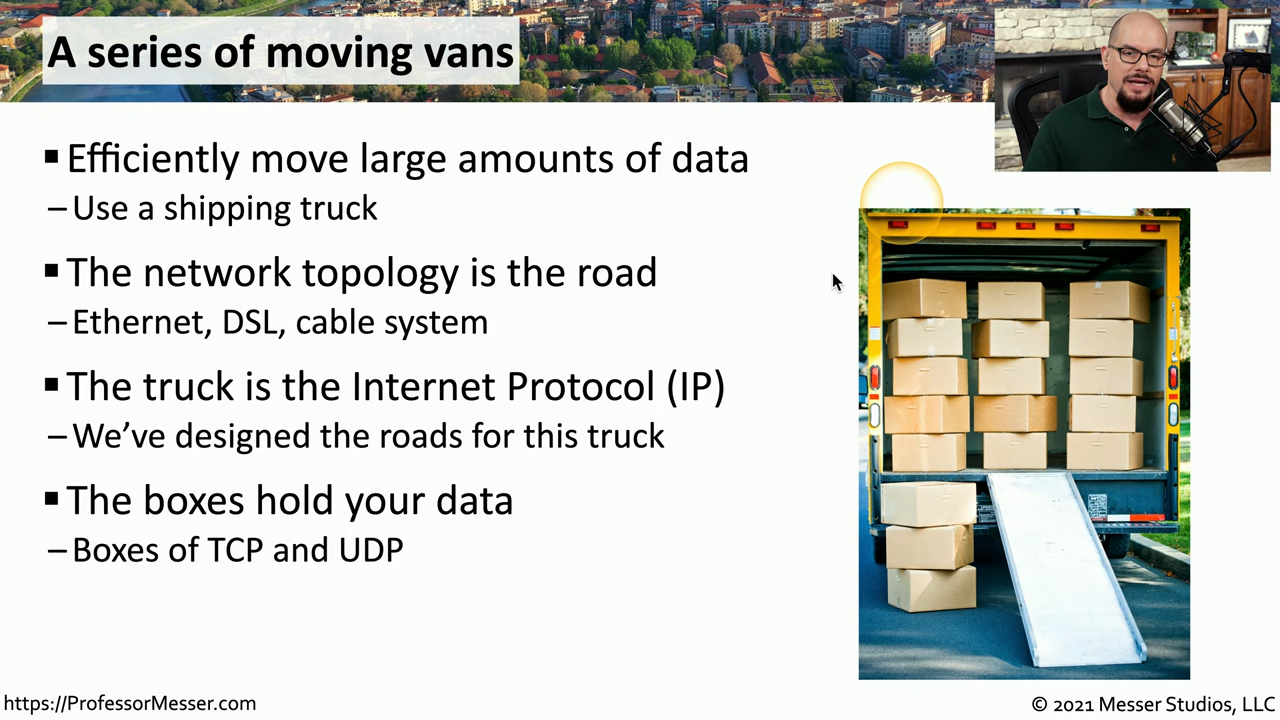 A series of moving vans
▪ Efficiently move large amounts of data
– Use a shipping truck
▪ The network topology is the road
– Ethernet, DSL, cable system
▪ The truck is the Internet Protocol (IP)
– We’ve designed the roads for this truck
▪ The boxes hold your data
– Boxes of TCP and UDP
https://ProfessorMesser.com
© 2021 Messer Studios, LLC